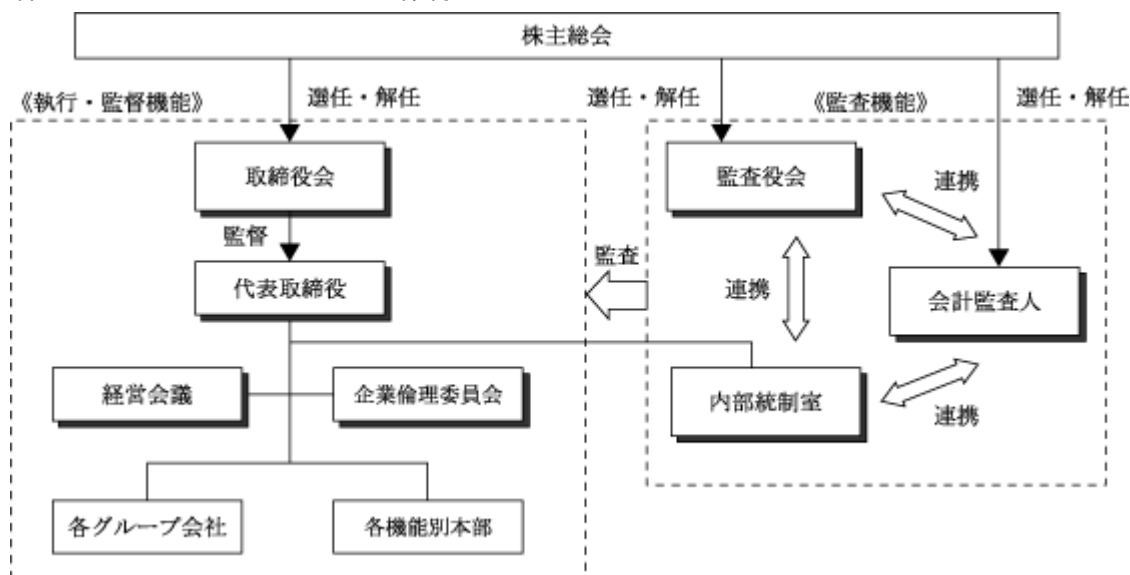 株主総会
《執行・監督機能》
選任・解任
選任・解任
《監査機能》
選任・解任
取締役会
監査役会
連携
監督
監査
代表取締役
連携
会計監査人
経営会議
企業倫理委員会
内部統制室
連携
各グループ会社
各機能別本部